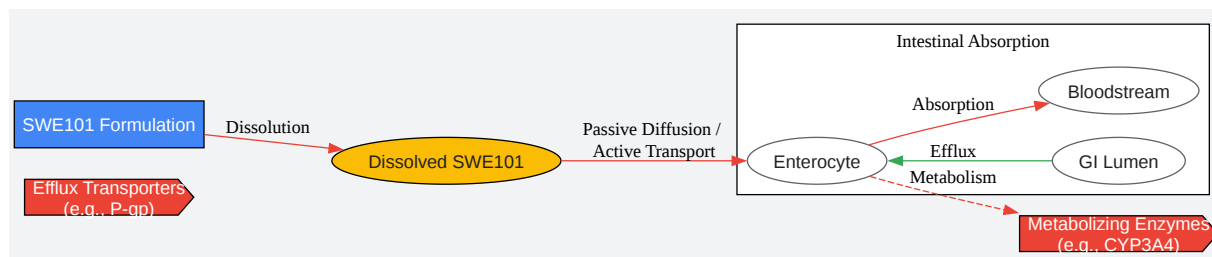 Intestinal Absorption
SWE101 Formulation
Dissolution
Dissolved SWE101
Passive Diffusion /
Active Transport
Enterocyte
Absorption
Bloodstream
Efflux
GI Lumen
Metabolism
Efflux Transporters
(e.g., P-gp)
Metabolizing Enzymes
(e.g., CYP3A4)